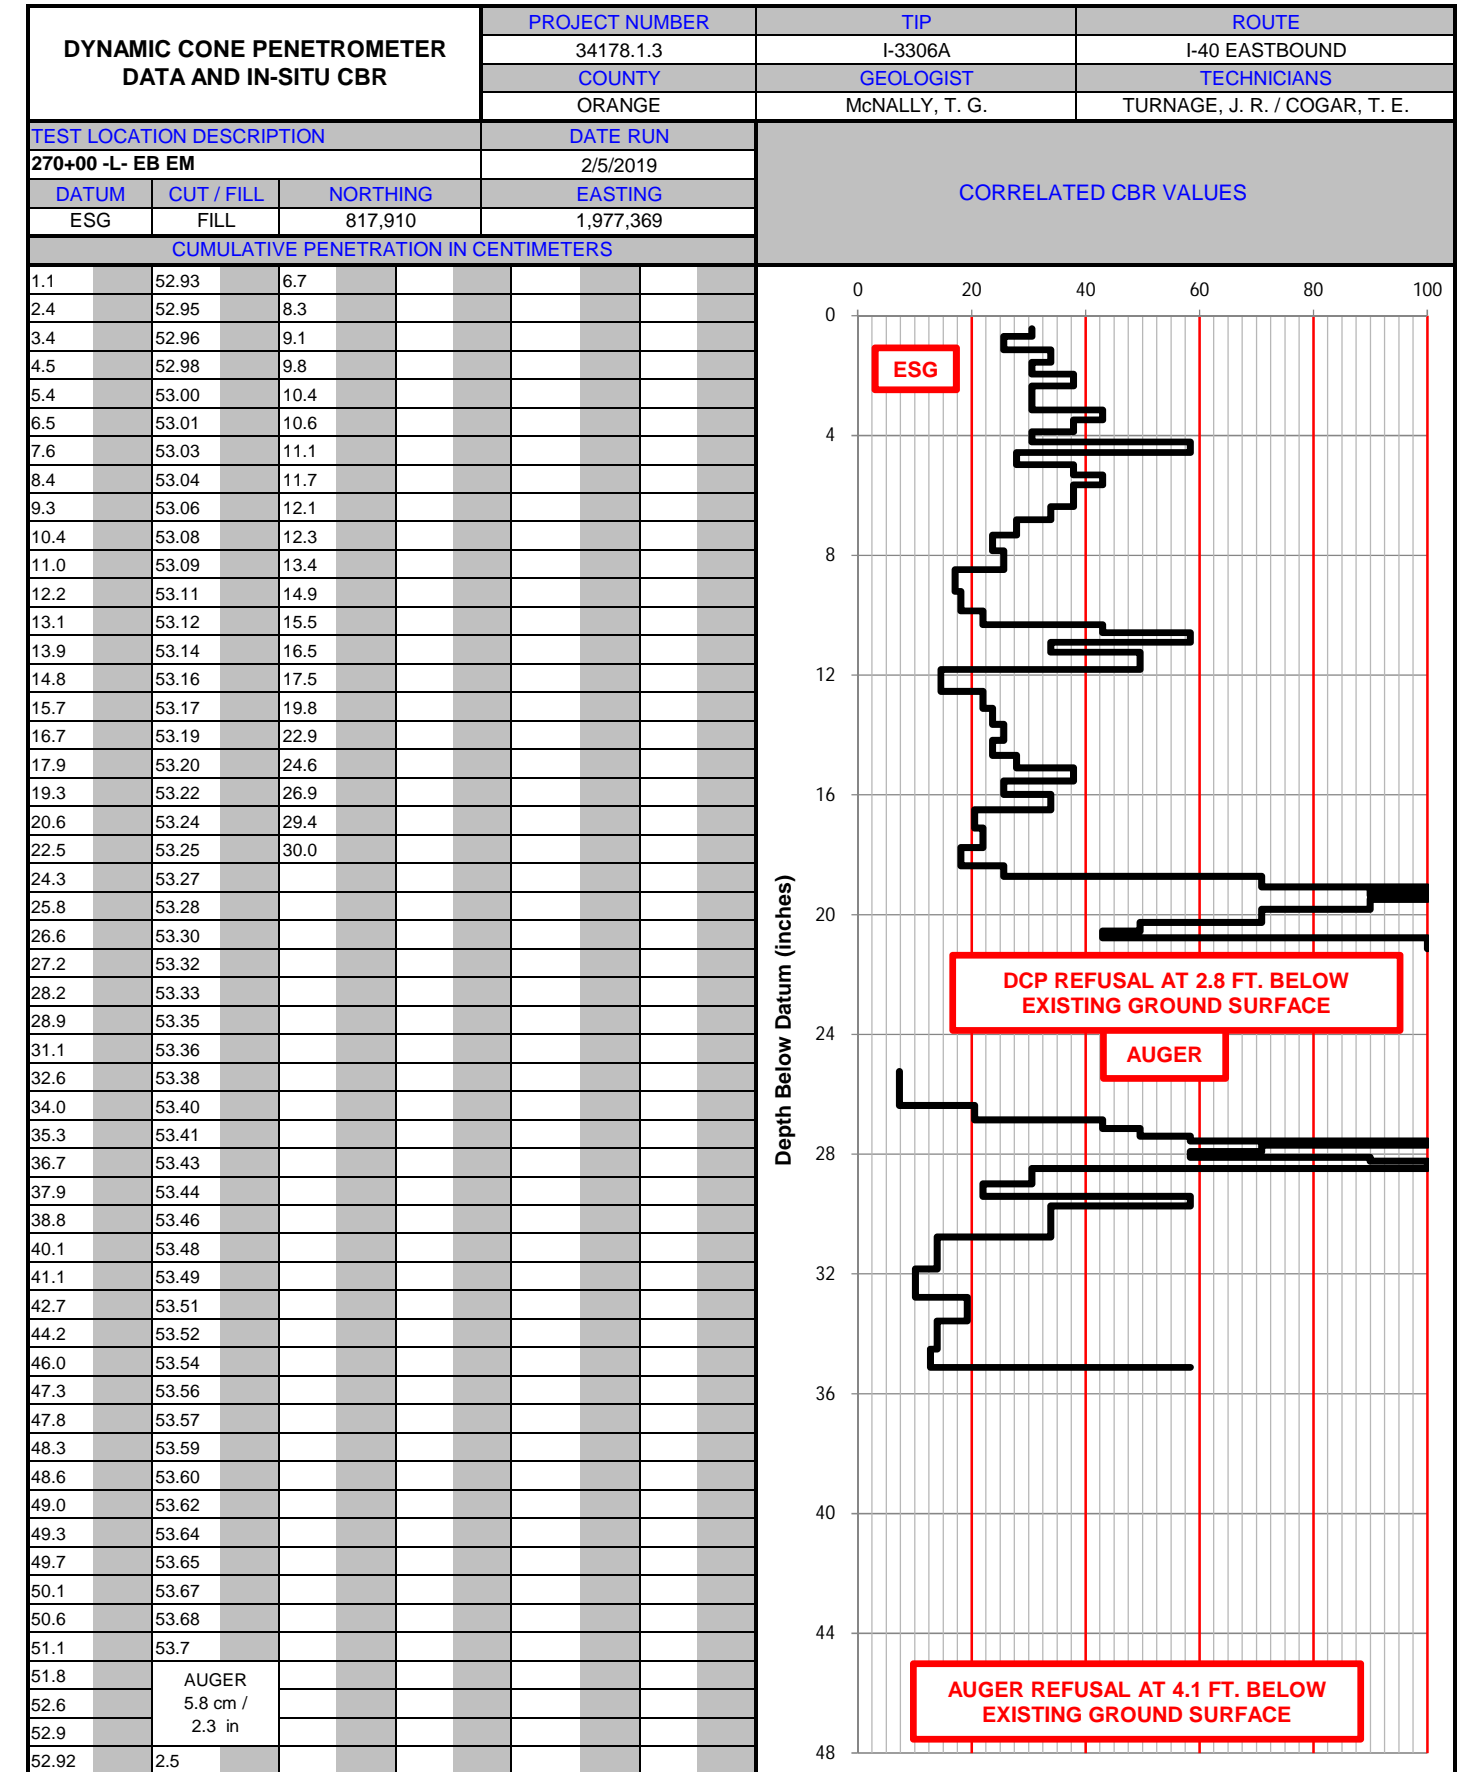 DYNAMIC CONE PENETROMETER
DATA AND IN-SITU CBR
PROJECT NUMBER TIP ROUTE
34178.1.3 I-3306A I-40 EASTBOUND
COUNTY GEOLOGIST TECHNICIANS
ORANGE McNALLY, T. G. TURNAGE, J. R. / COGAR, T. E.
TEST LOCATION DESCRIPTION DATE RUN
270+00 -L- EB EM 2/5/2019
DATUM CUT / FILL NORTHING EASTING
ESG FILL 817,910 1,977,369
CUMULATIVE PENETRATION IN CENTIMETERS
1.1 52.93 6.7
2.4 52.95 8.3
3.4 52.96 9.1
4.5 52.98 9.8
5.4 53.00 10.4
6.5 53.01 10.6
7.6 53.03 11.1
8.4 53.04 11.7
9.3 53.06 12.1
10.4 53.08 12.3
11.0 53.09 13.4
12.2 53.11 14.9
13.1 53.12 15.5
13.9 53.14 16.5
14.8 53.16 17.5
15.7 53.17 19.8
16.7 53.19 22.9
17.9 53.20 24.6
19.3 53.22 26.9
20.6 53.24 29.4
22.5 53.25 30.0
24.3 53.27
25.8 53.28
26.6 53.30
27.2 53.32
28.2 53.33
28.9 53.35
31.1 53.36
32.6 53.38
34.0 53.40
35.3 53.41
36.7 53.43
37.9 53.44
38.8 53.46
40.1 53.48
41.1 53.49
42.7 53.51
44.2 53.52
46.0 53.54
47.3 53.56
47.8 53.57
48.3 53.59
48.6 53.60
49.0 53.62
49.3 53.64
49.7 53.65
50.1 53.67
50.6 53.68
51.1 53.7
51.8
52.6
52.9
AUGER
5.8 cm /
2.3 in
52.92 2.5
CORRELATED CBR VALUES
0 20 40 60 80 100
0
4
8
12
16
20
24
28
32
36
40
44
48
Depth Below Datum (inches)
ESG
DCP REFUSAL AT 2.8 FT. BELOW
EXISTING GROUND SURFACE
AUGER
AUGER REFUSAL AT 4.1 FT. BELOW
EXISTING GROUND SURFACE